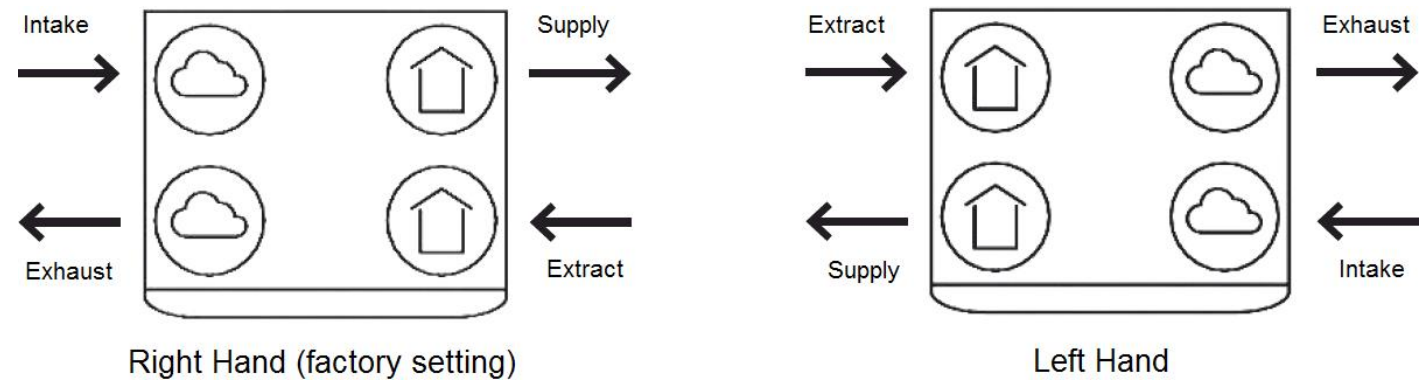 Intake
Supply
Exhaust
Extract
Right Hand (factory setting)
Extract
Exhaust
Supply
Intake
Left Hand